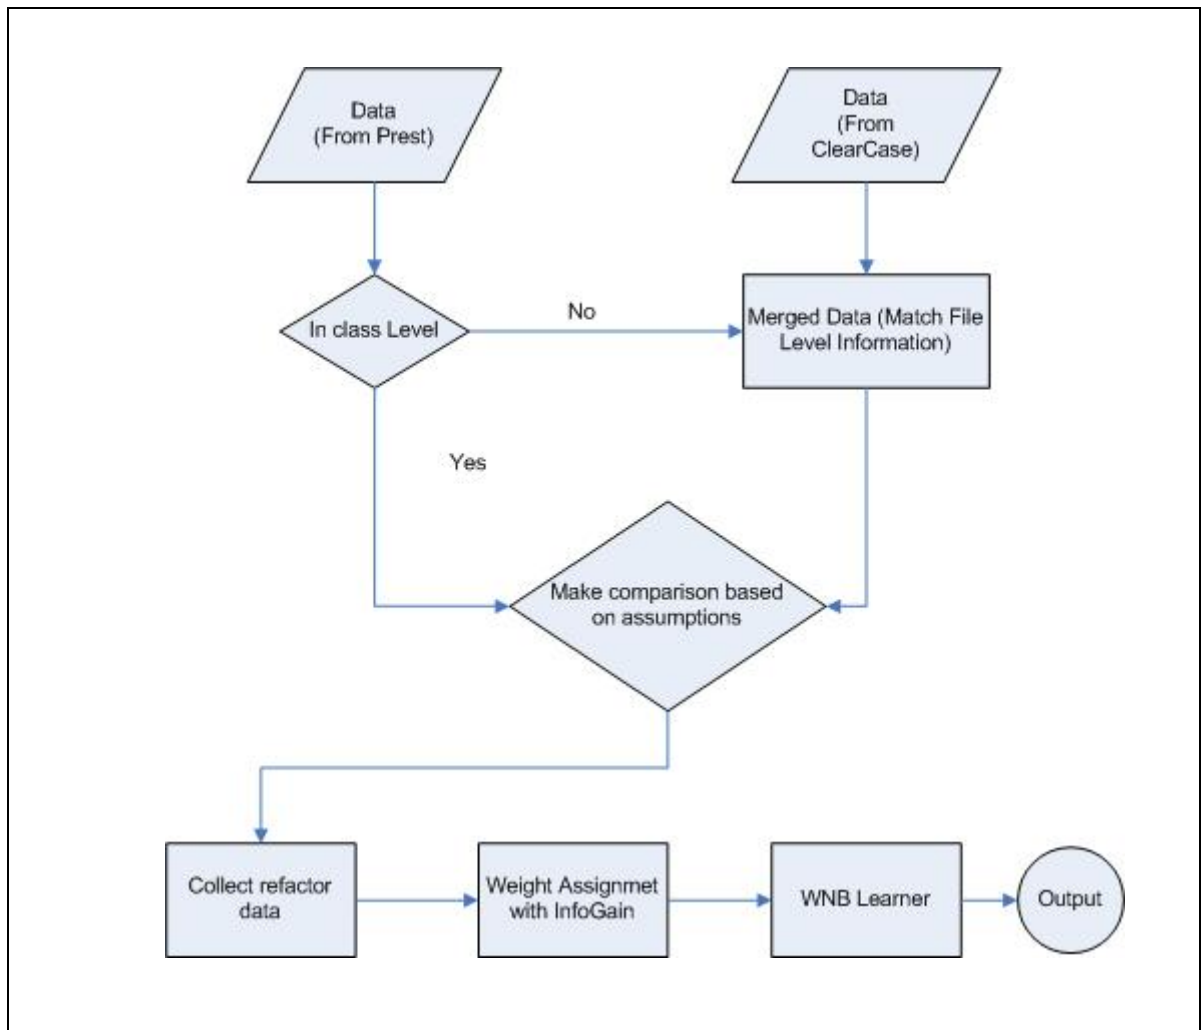 Data
(From Prest)
Data
(From
ClearCase)
In class Level
No
Merged Data (Match File
Level Information)
Yes
Make comparison based
on assumptions
Collect refactor
data
Weight Assignmet
with InfoGain
WNB Learner
Output